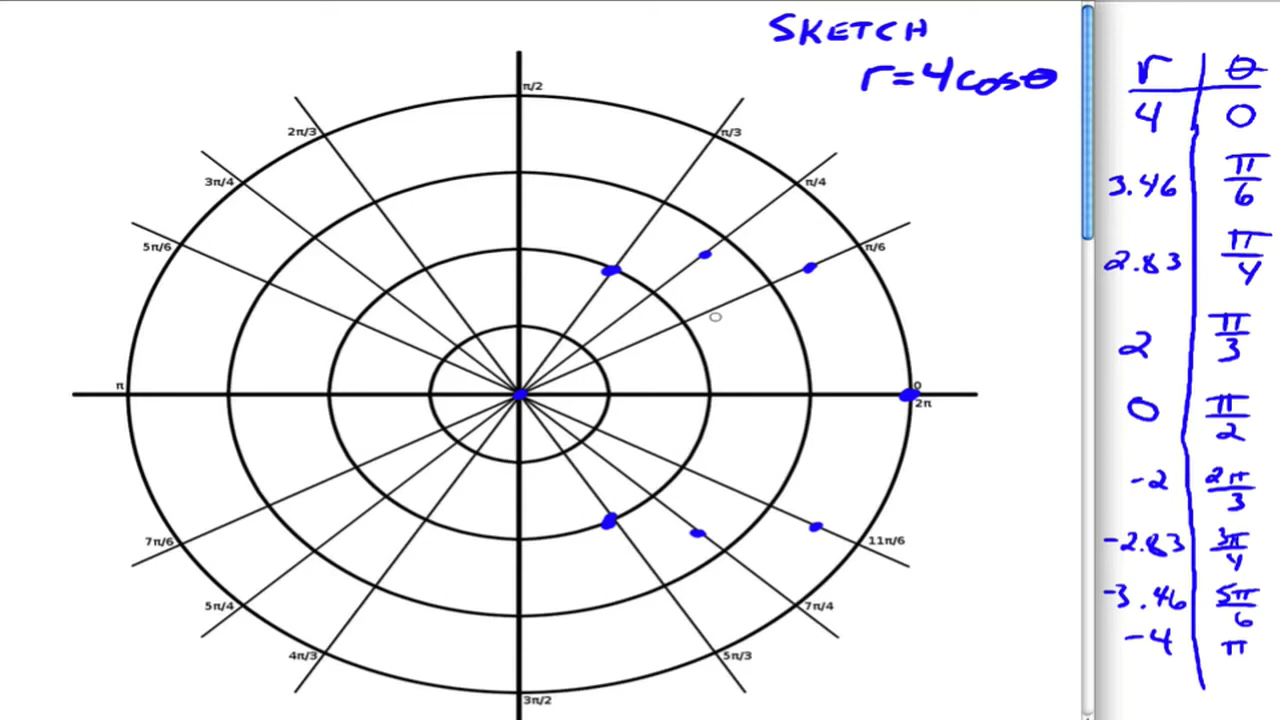 SKETCH
r=4cosθ
r θ
4 0
3.46 π/6
2.83 π/4
2 π/3
0 π/2
-2 2π/3
-2.83 3π/4
-3.46 5π/6
-4 π
π/2
2π/3 π/3
3π/4 π/4
5π/6 π/6
π 0
2π
7π/6 11π/6
5π/4 7π/4
4π/3 5π/3
3π/2